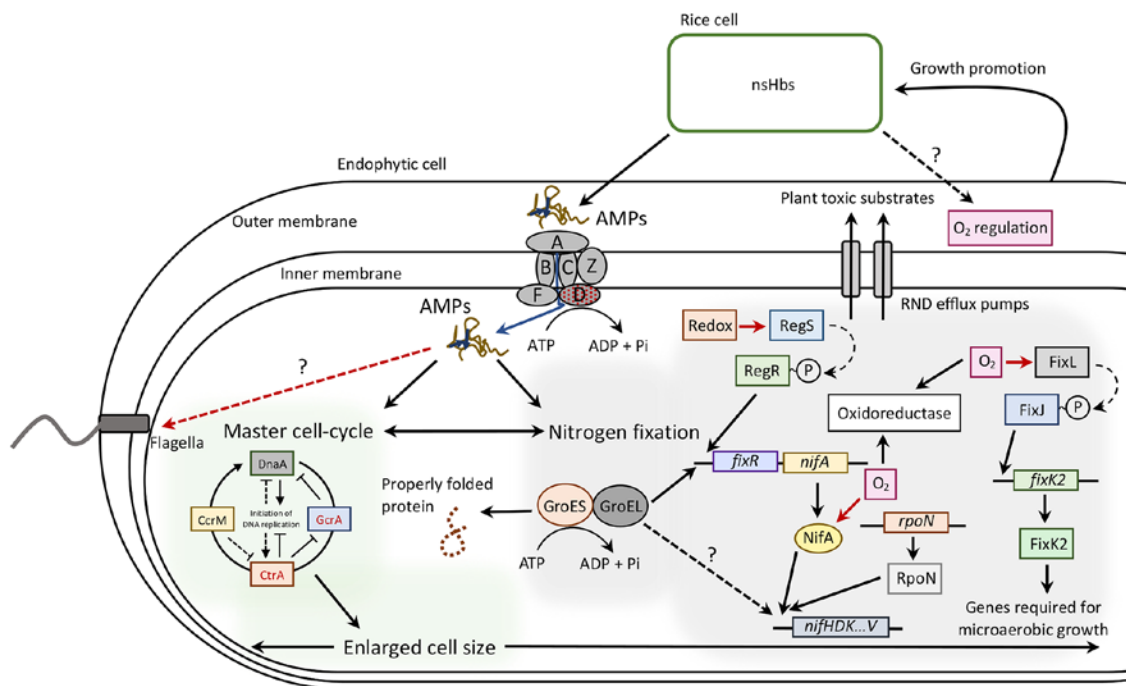 Rice cell
nsHbs
Growth promotion
?
Endophytic cell
Outer membrane
Inner membrane
AMPs
Plant toxic substrates
O₂ regulation
A
B
C
Z
F
D
RND efflux pumps
AMPs
ATP
ADP + Pi
Redox
RegS
RegR
P
O₂
FixL
FixJ
P
Oxidoreductase
?
Flagella
Master cell-cycle
Nitrogen fixation
DnaA
CcrM
Initiation of
DNA replication
GcrA
CtrA
Properly folded
protein
GroES
GroEL
ATP
ADP + Pi
fixR
nifA
O₂
fixK2
NifA
rpoN
FixK2
?
RpoN
nifHDK...V
Genes required for
microaerobic growth
Enlarged cell size